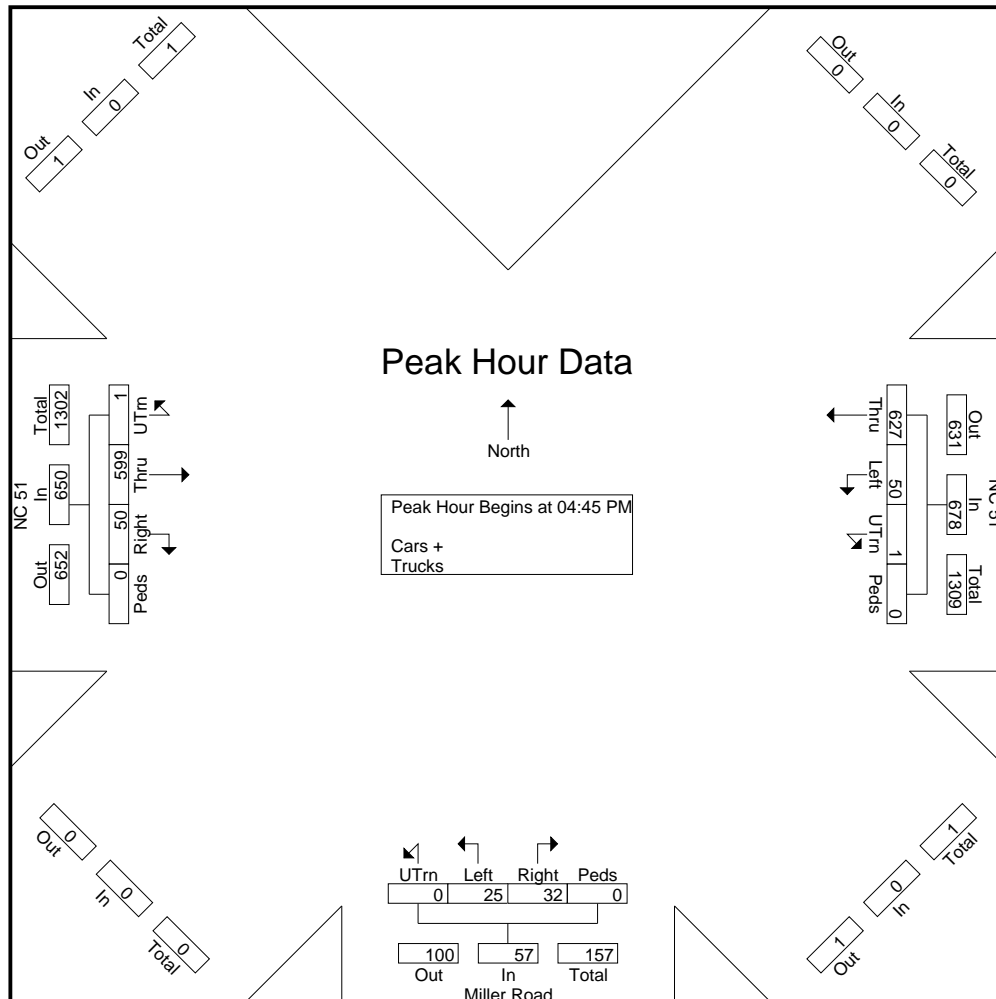 Total
1
In
0
Out
1
Out
0
In
0
Total
0
Peak Hour Data
North
Peak Hour Begins at 04:45 PM
Cars +
Trucks
NC 51
Total
1302
In
650
Out
652
1 599 50 0
UTrn Thru Right Peds
Thru Left UTrn Peds
627 50 1 0
Out
631
In
678
Total
1309
NC 51
Out
0
In
0
Total
0
UTrn Left Right Peds
0 25 32 0
100 57 157
Out In Total
Miller Road
Total
1
In
0
Out
1